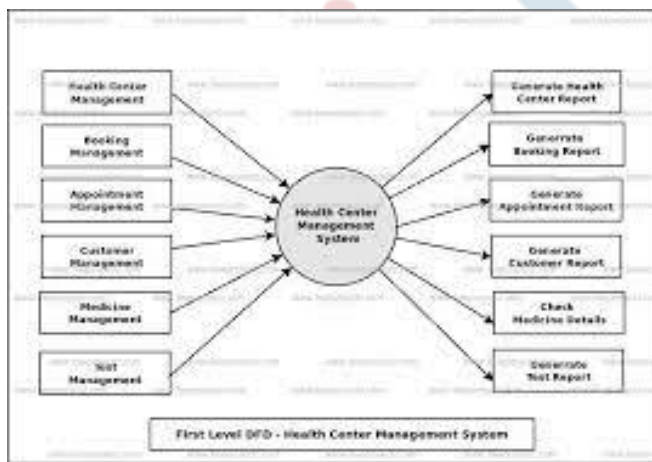 Health Center
Management
Booking
Management
Appointment
Management
Customer
Management
Medicine
Management
Test
Management
Health Center
Management
System
Generate Health
Center Report
Generrate
Booking Report
Generate
Appointment Report
Generate
Customer Report
Check
Medicine Details
Generrate
Test Report
First Level DFD - Health Center Management System